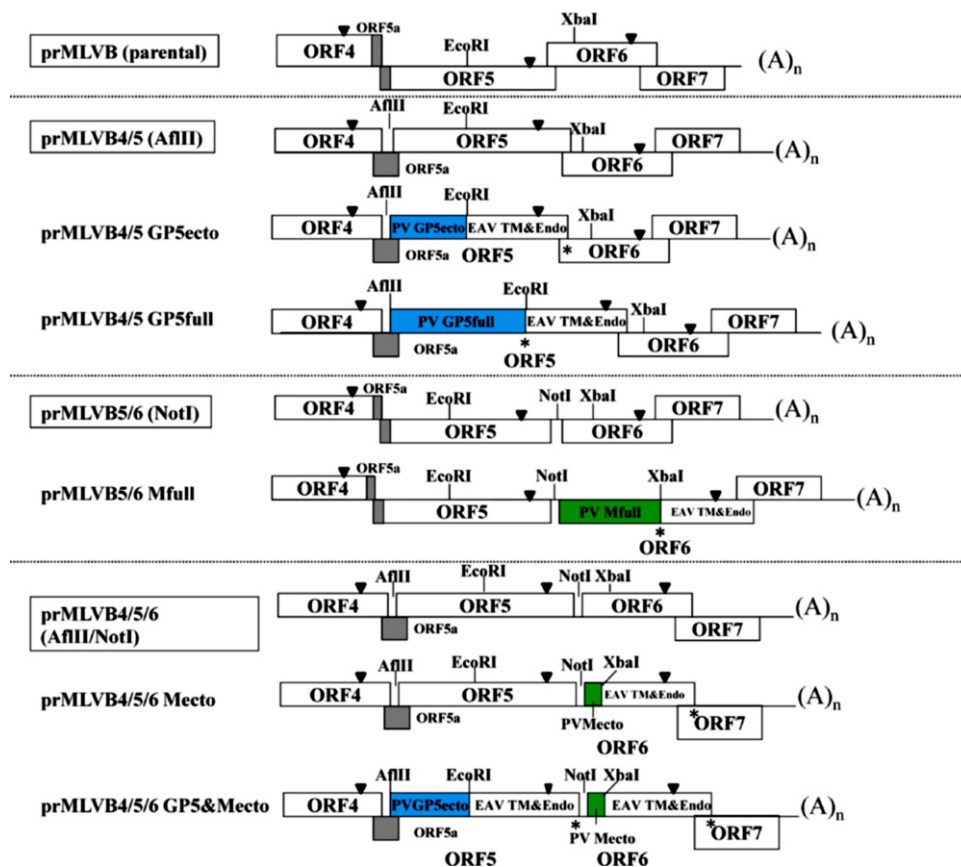 prMLVB (parental)
ORF4 ORF5a EcoRI ORF5 XbaI ORF6 ORF7 (A)n
prMLVB4/5 (AflII)
ORF4 AflII ORF5a EcoRI ORF5 XbaI ORF6 ORF7 (A)n
prMLVB4/5 GP5ecto
ORF4 AflII ORF5a PV GP5ecto EcoRI EAV TM&Endo ORF5 * XbaI ORF6 ORF7 (A)n
prMLVB4/5 GP5full
ORF4 AflII ORF5a PV GP5full EcoRI * EAV TM&Endo ORF5 XbaI ORF6 ORF7 (A)n
prMLVB5/6 (NotI)
ORF4 ORF5a EcoRI ORF5 NotI XbaI ORF6 ORF7 (A)n
prMLVB5/6 Mfull
ORF4 ORF5a EcoRI ORF5 NotI PV Mfull XbaI * EAV TM&Endo ORF6 ORF7 (A)n
prMLVB4/5/6
(AflII/NotI)
ORF4 AflII ORF5a EcoRI ORF5 NotI XbaI ORF6 ORF7 (A)n
prMLVB4/5/6 Mecto
ORF4 AflII ORF5a EcoRI ORF5 NotI PVMecto XbaI EAV TM&Endo ORF6 * ORF7 (A)n
prMLVB4/5/6 GP5&Mecto
ORF4 AflII ORF5a PVGP5ecto EcoRI EAV TM&Endo ORF5 * NotI PV Mecto XbaI EAV TM&Endo ORF6 * ORF7 (A)n